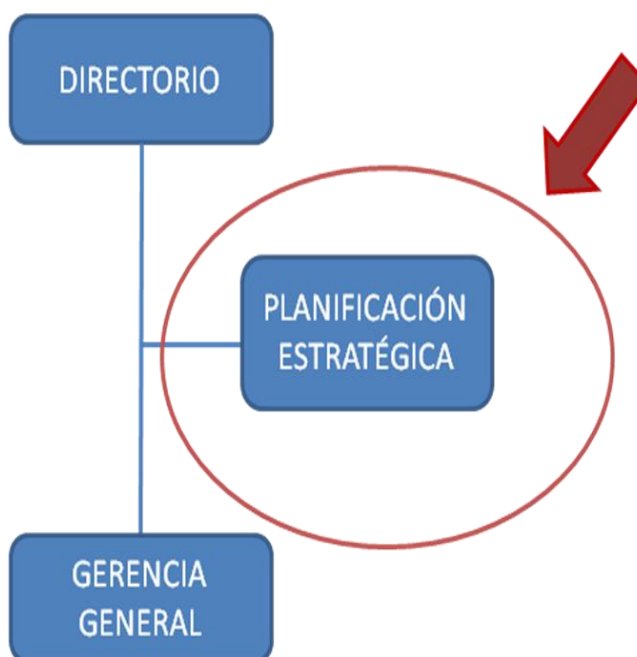 DIRECTORIO
PLANIFICACIÓN
ESTRATÉGICA
GERENCIA
GENERAL